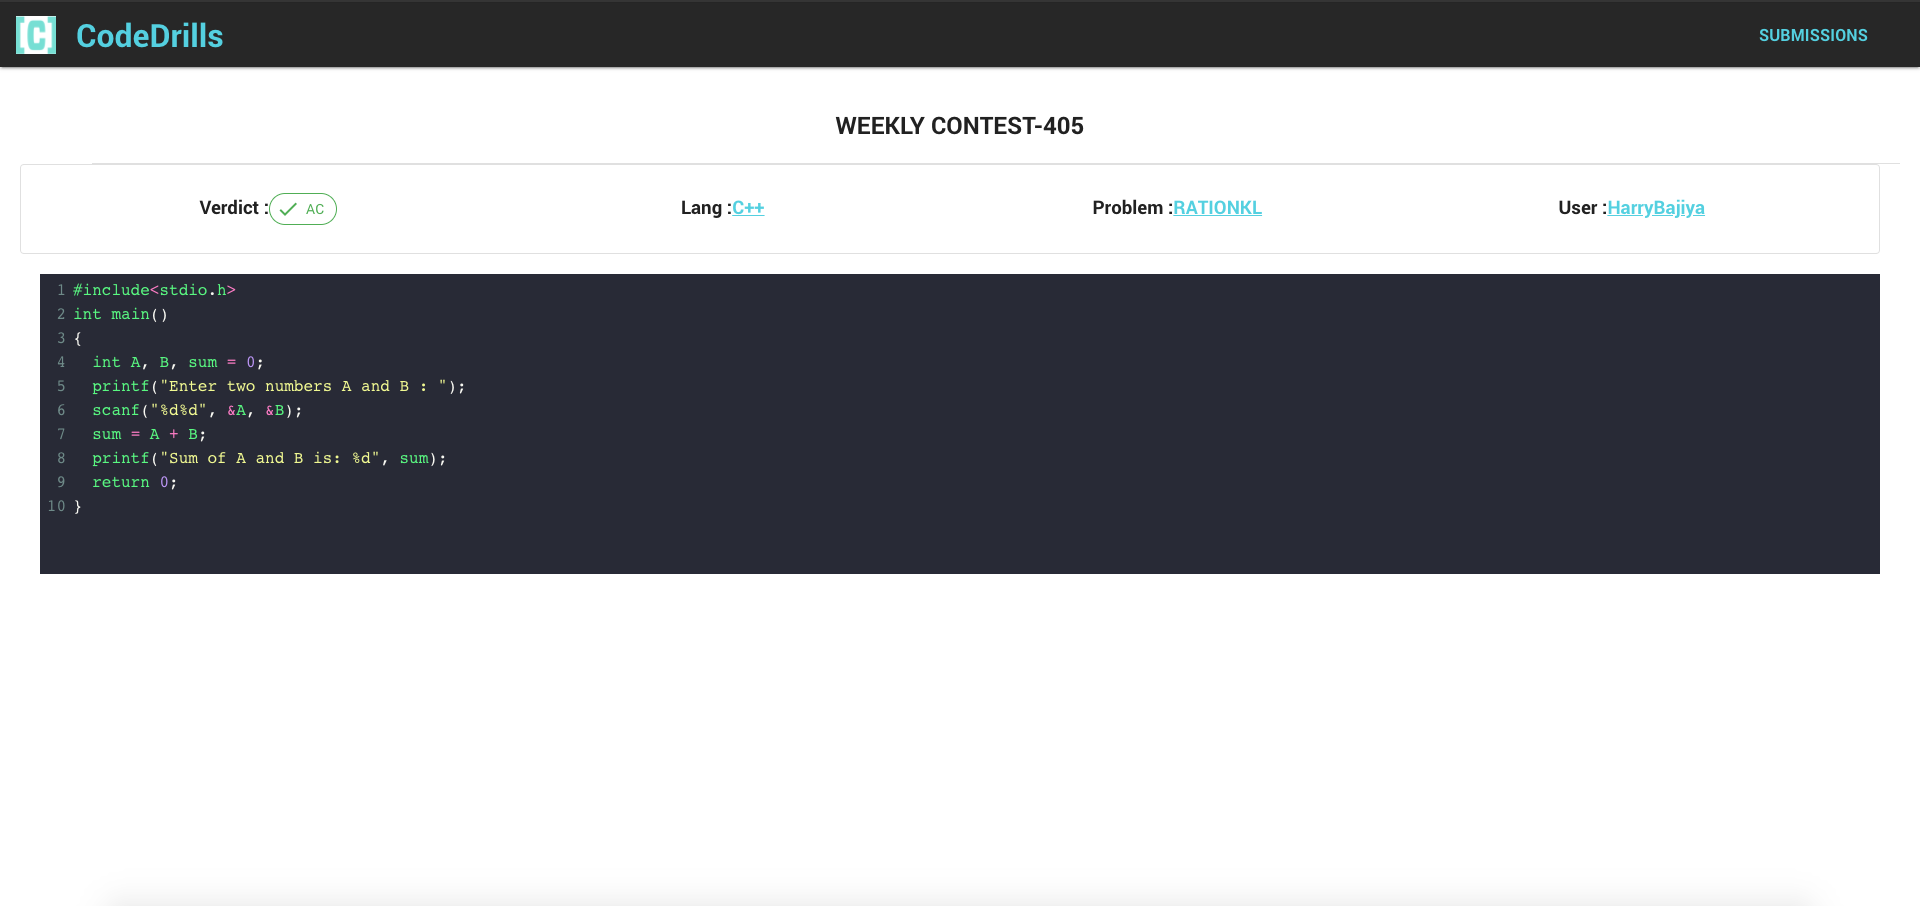 [C] CodeDrills SUBMISSIONS
WEEKLY CONTEST-405
Verdict : AC Lang :C++ Problem :RATIONKL User :HarryBajiya
1 #include<stdio.h>
2 int main()
3 {
4   int A, B, sum = 0;
5   printf("Enter two numbers A and B : ");
6   scanf("%d%d", &A, &B);
7   sum = A + B;
8   printf("Sum of A and B is: %d", sum);
9   return 0;
10 }